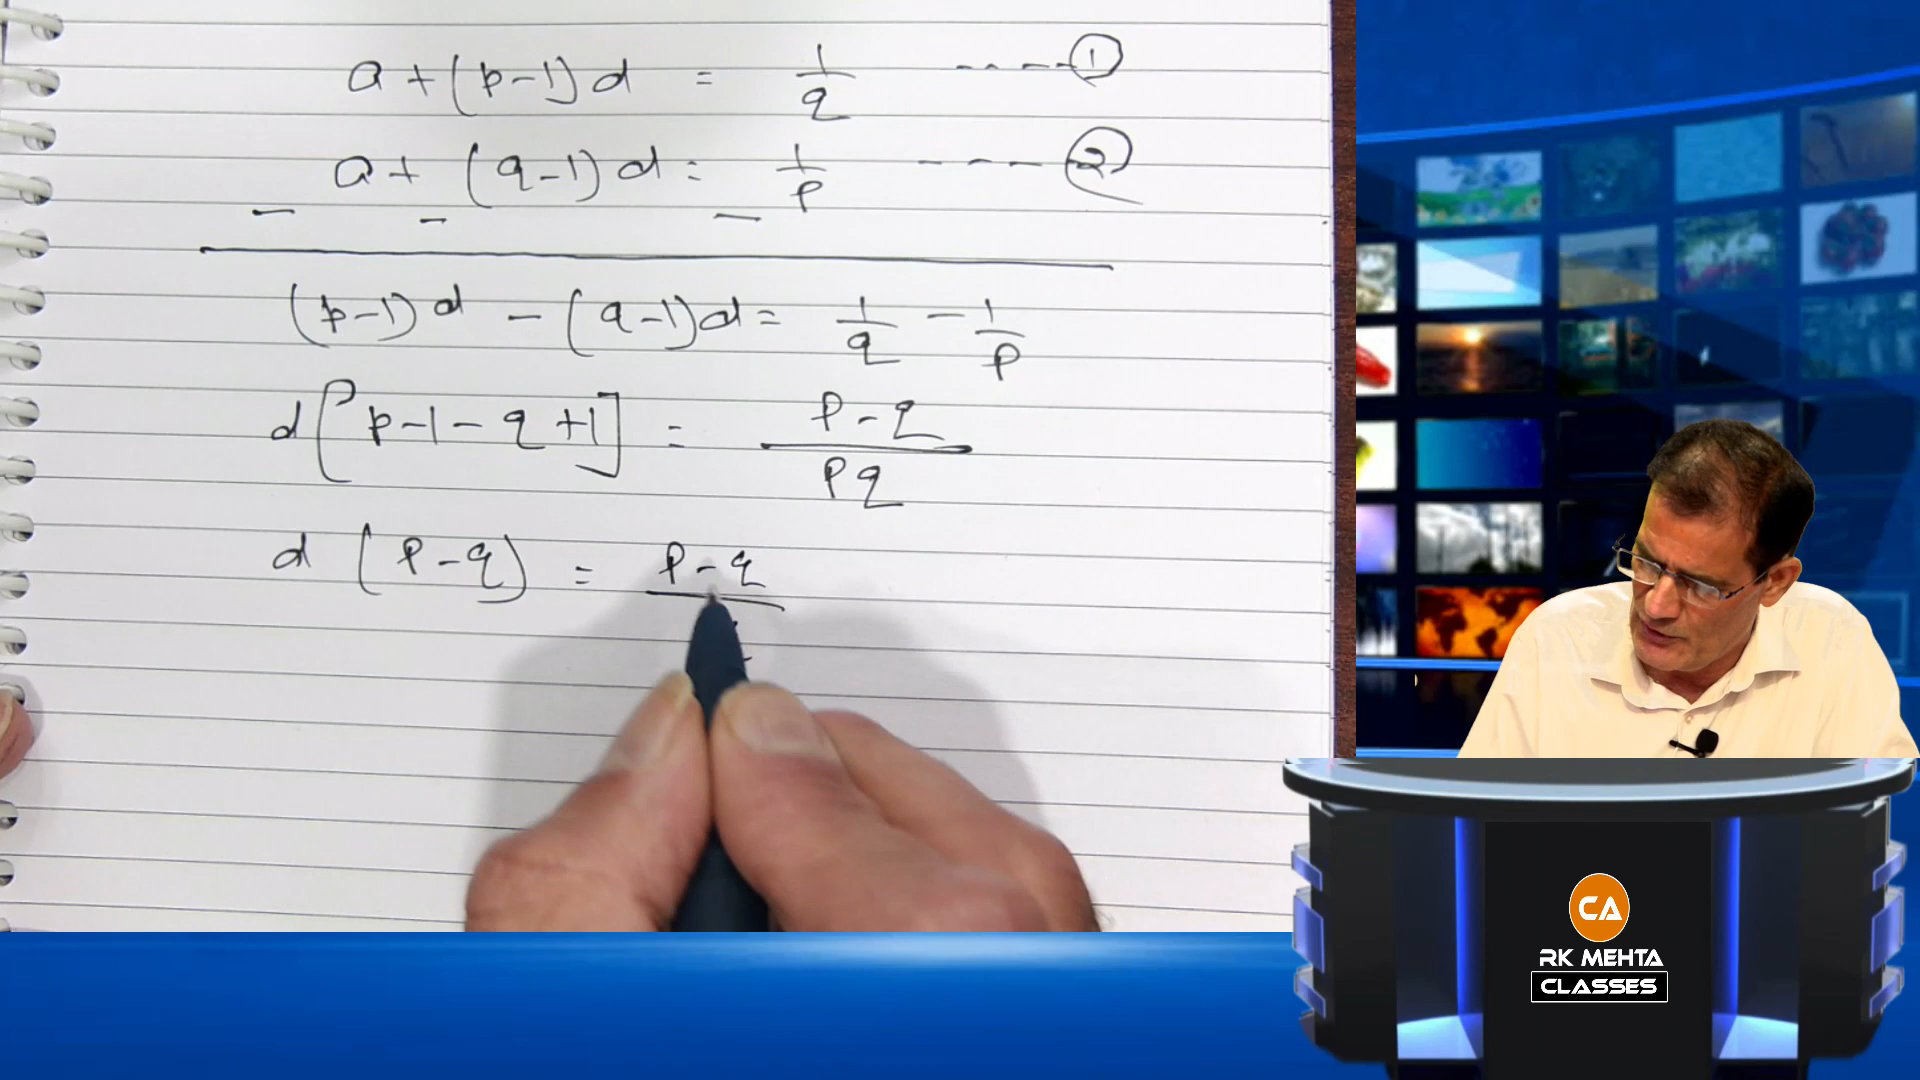 a + (p-1) d = 1/q ----- ①
a + (q-1) d = 1/p ---- ②
- - -
(p-1) d - (q-1) d = 1/q - 1/p
d [p-1-q+1] = p-q/pq
d (p-q) = p-q
CA
RK MEHTA
CLASSES